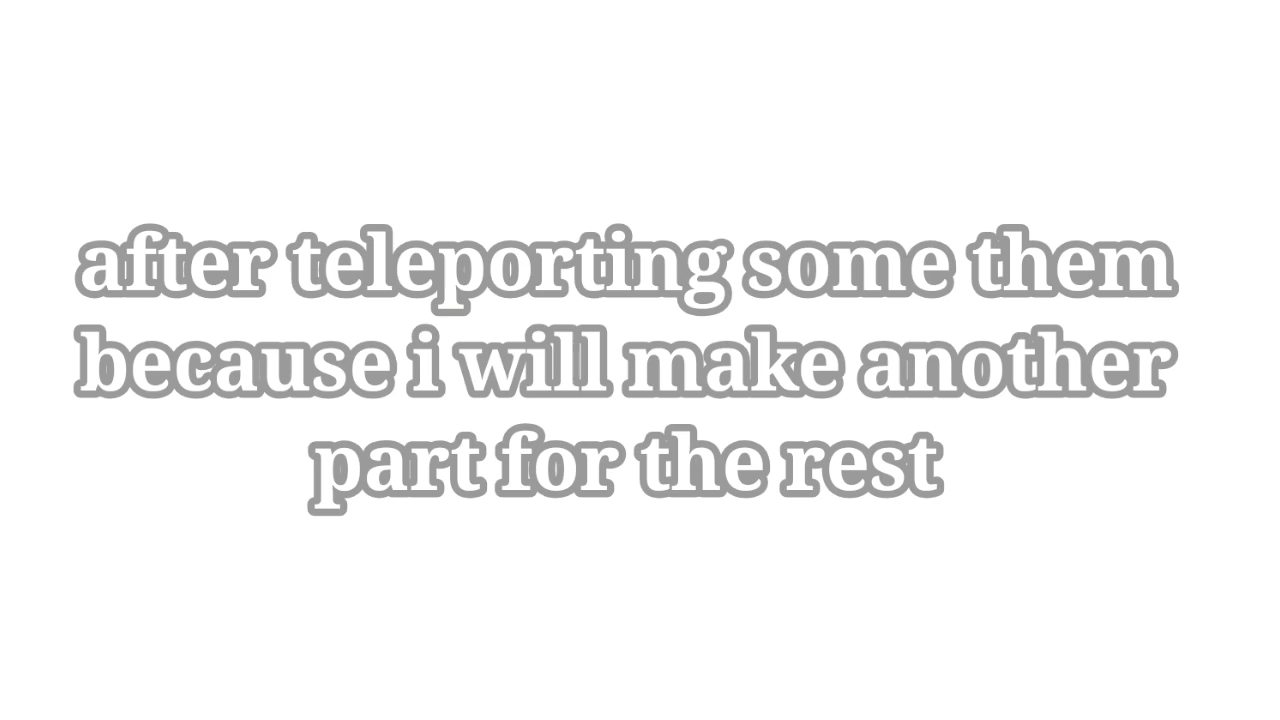 after teleporting some them
because i will make another
part for the rest